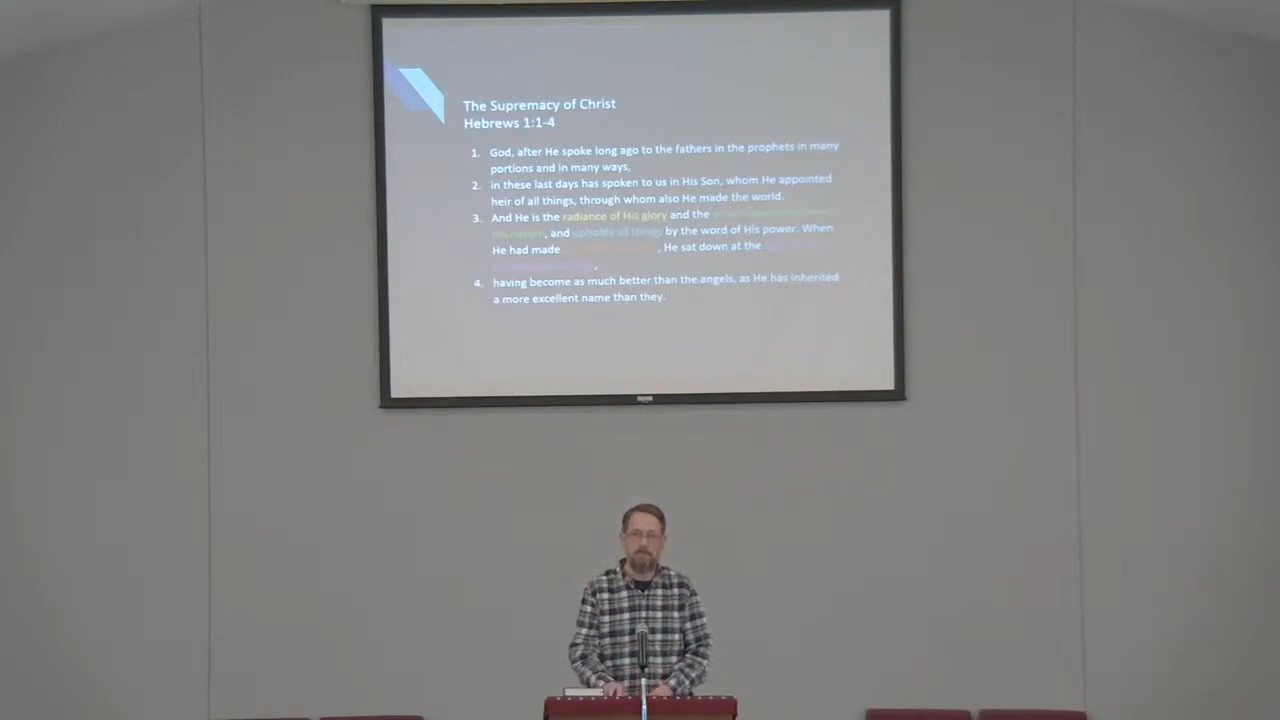 The Supremacy of Christ
Hebrews 1:1-4
1. God, after He spoke long ago to the fathers in the prophets in many
portions and in many ways,
2. in these last days has spoken to us in His Son, whom He appointed
heir of all things, through whom also He made the world.
3. And He is the radiance of His glory and the
His nature, and upholds all things by the word of His power. When
He had made , He sat down at the
,
4. having become as much better than the angels, as He has inherited
a more excellent name than they.